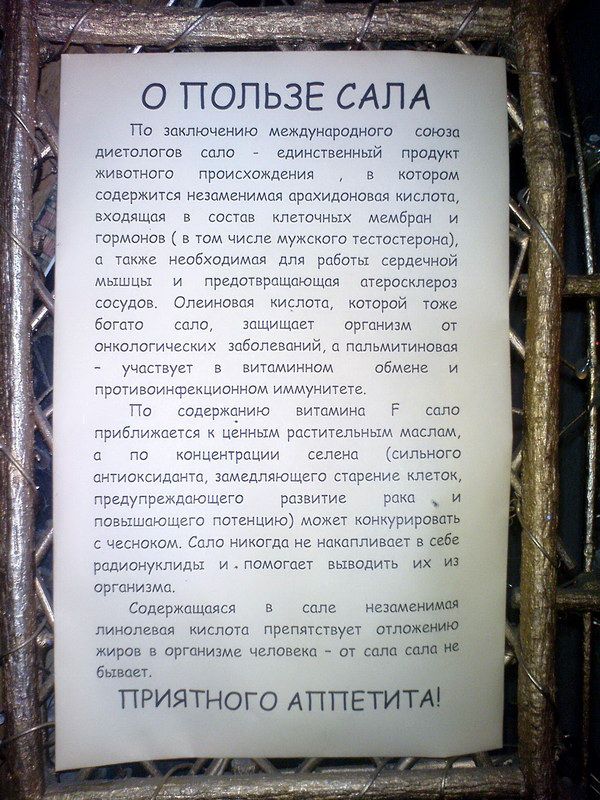 О ПОЛЬЗЕ САЛА
По заключению международного союза
диетологов сало - единственный продукт
животного происхождения , в котором
содержится незаменимая арахидоновая кислота,
входящая в состав клеточных мембран и
гормонов ( в том числе мужского тестостерона),
а также необходимая для работы сердечной
мышцы и предотвращающая атеросклероз
сосудов. Олеиновая кислота, которой тоже
богато сало, защищает организм от
онкологических заболеваний, а пальмитиновая
– участвует в витаминном обмене и
противоинфекционном иммунитете.
По содержанию витамина F сало
приближается к ценным растительным маслам,
а по концентрации селена (сильного
антиоксиданта, замедляющего старение клеток,
предупреждающего развитие рака и
повышающего потенцию) может конкурировать
с чесноком. Сало никогда не накапливает в себе
радионуклиды и помогает выводить их из
организма.
Содержащаяся в сале незаменимая
линолевая кислота препятствует отложению
жиров в организме человека – от сала сала не
бывает.
ПРИЯТНОГО АППЕТИТА!